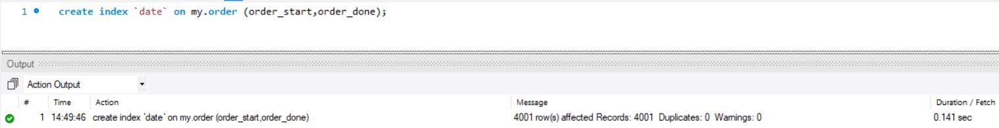 1 create index `date` on my.order (order_start,order_done);
Output
Action Output
# Time Action Message Duration / Fetch
1 14:49:46 create index `date` on my.order (order_start,order_done) 4001 row(s) affected Records: 4001 Duplicates: 0 Warnings: 0 0.141 sec